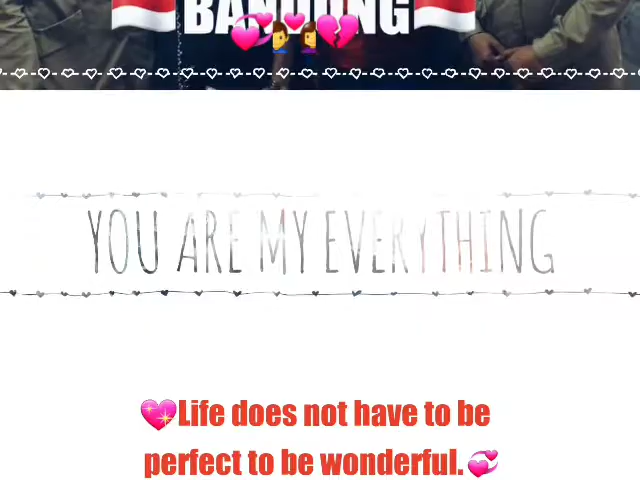 BANDUNG
YOU ARE MY EVERYTHING
Life does not have to be
perfect to be wonderful.